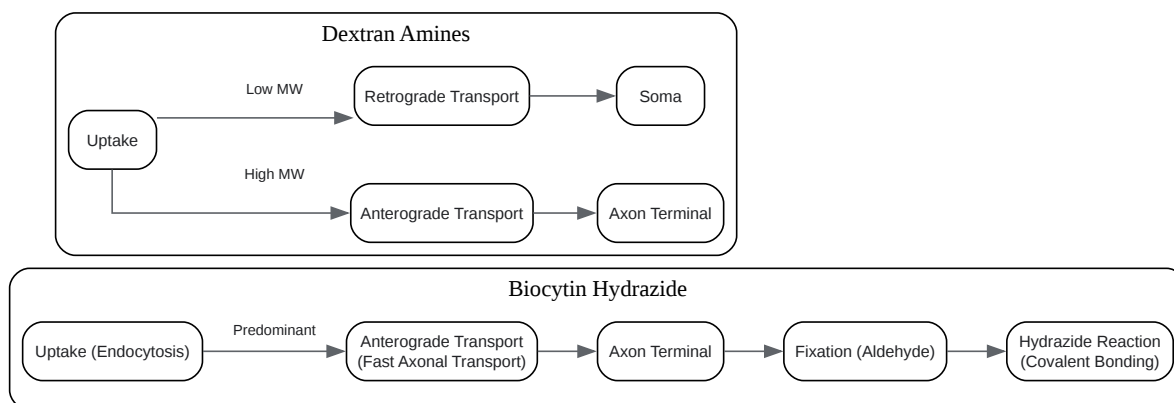 Dextran Amines
Low MW
Retrograde Transport
Soma
Uptake
High MW
Anterograde Transport
Axon Terminal
Biocytin Hydrazide
Predominant
Uptake (Endocytosis)
Anterograde Transport
(Fast Axonal Transport)
Axon Terminal
Fixation (Aldehyde)
Hydrazide Reaction
(Covalent Bonding)